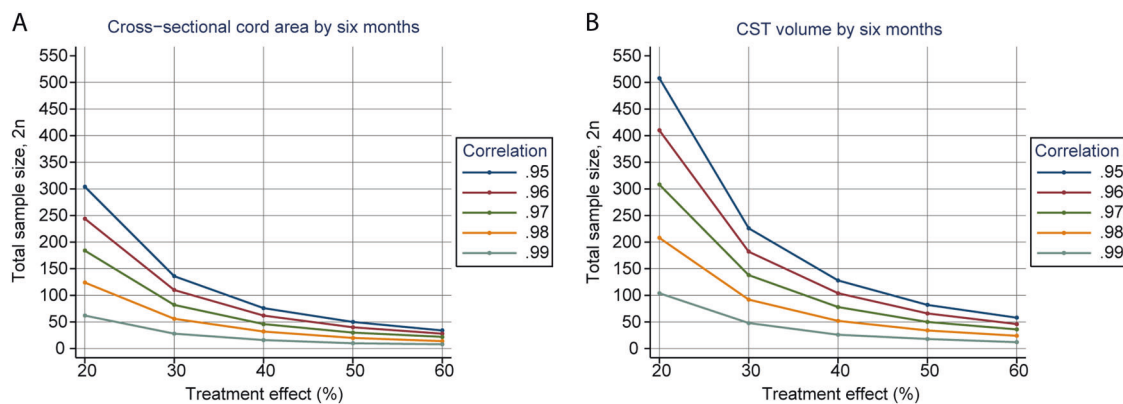 A
Cross-sectional cord area by six months
Total sample size, 2n
550
500
450
400
350
300
250
200
150
100
50
0
20 30 40 50 60
Treatment effect (%)
Correlation
.95
.96
.97
.98
.99
B
CST volume by six months
Total sample size, 2n
550
500
450
400
350
300
250
200
150
100
50
0
20 30 40 50 60
Treatment effect (%)
Correlation
.95
.96
.97
.98
.99